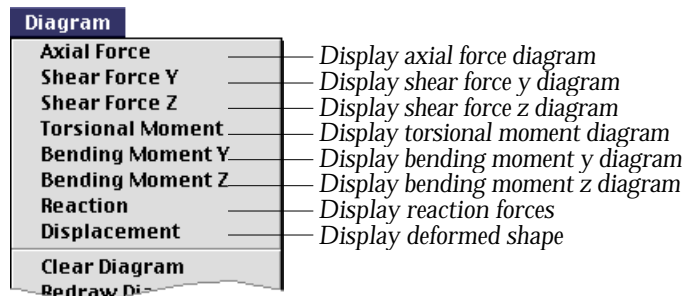 Diagram
Axial Force Display axial force diagram
Shear Force Y Display shear force y diagram
Shear Force Z Display shear force z diagram
Torsional Moment Display torsional moment diagram
Bending Moment Y Display bending moment y diagram
Bending Moment Z Display bending moment z diagram
Reaction Display reaction forces
Displacement Display deformed shape
Clear Diagram
Redraw